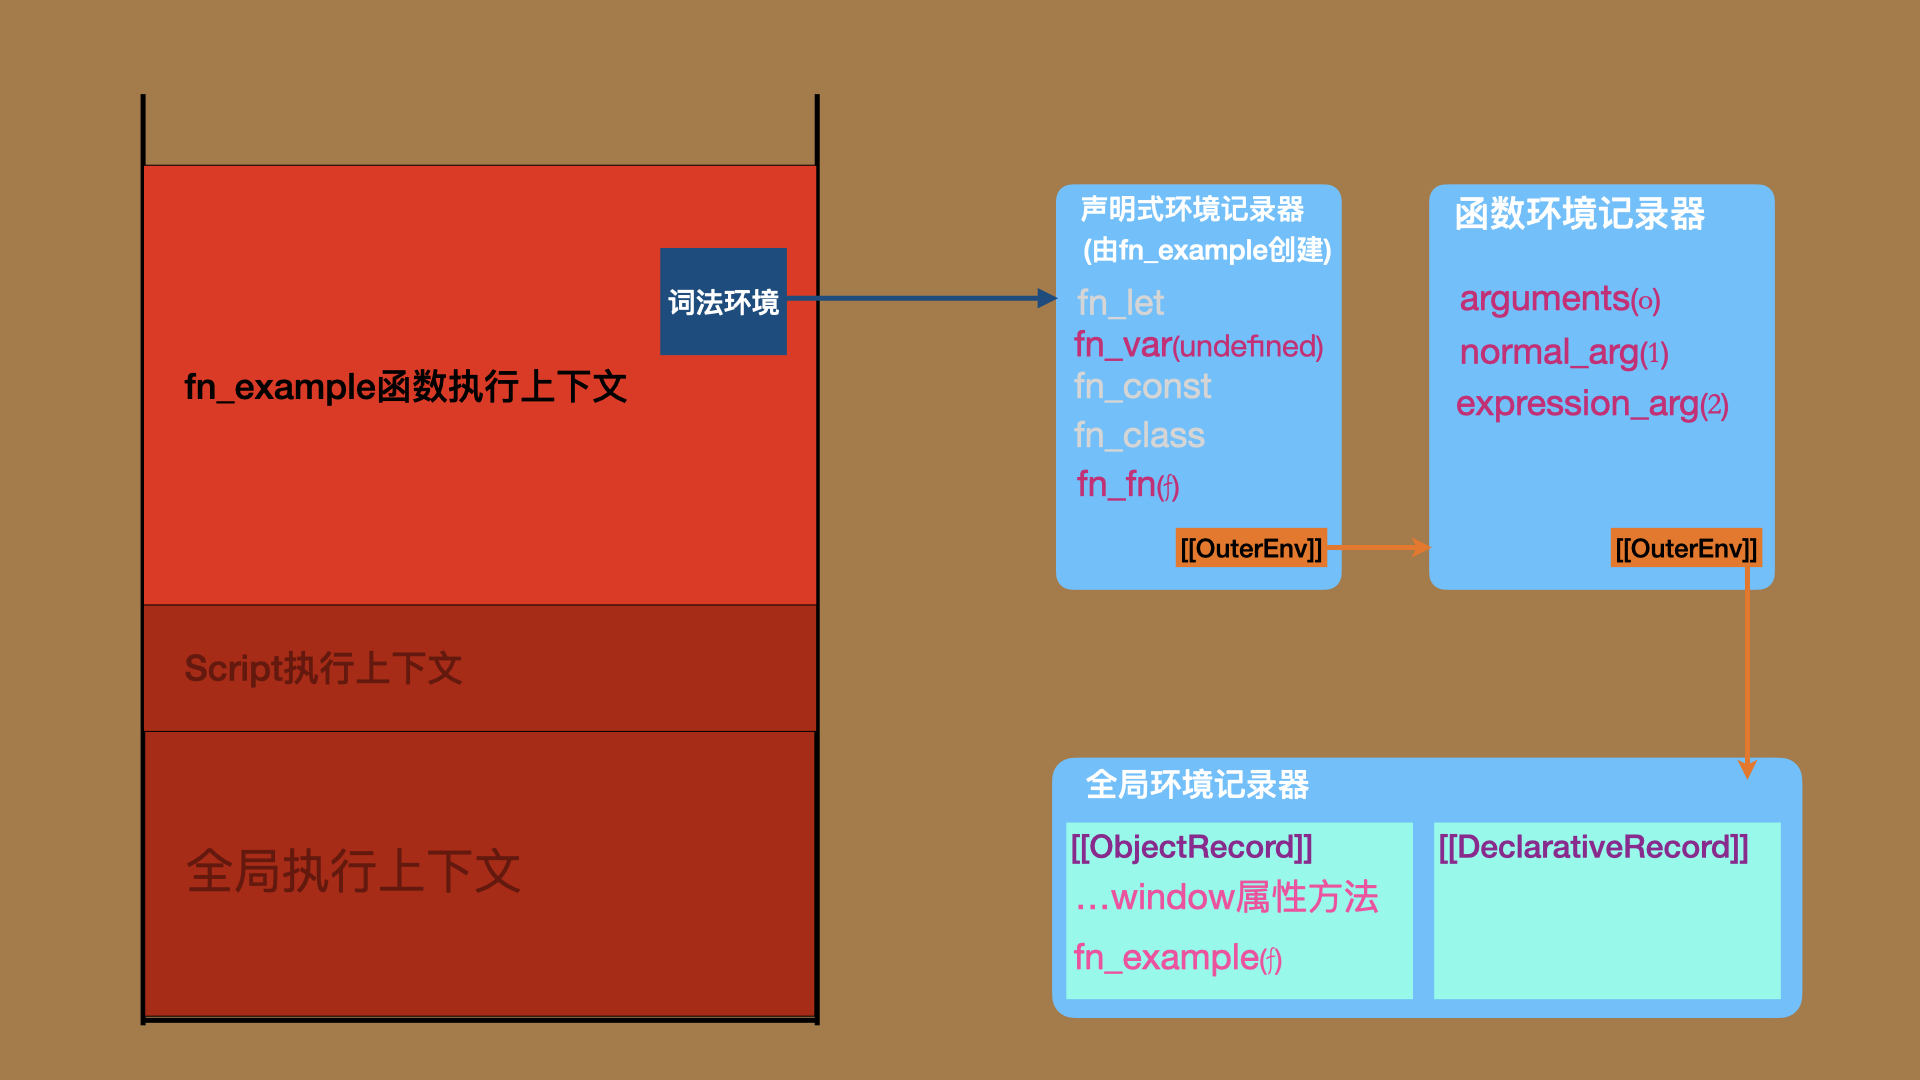 词法环境
fn_example函数执行上下文
Script执行上下文
全局执行上下文
声明式环境记录器
(由fn_example创建)
fn_let
fn_var(undefined)
fn_const
fn_class
fn_fn(ƒ)
[[OuterEnv]]
函数环境记录器
arguments(o)
normal_arg(1)
expression_arg(2)
[[OuterEnv]]
全局环境记录器
[[ObjectRecord]]
...window属性方法
fn_example(ƒ)
[[DeclarativeRecord]]